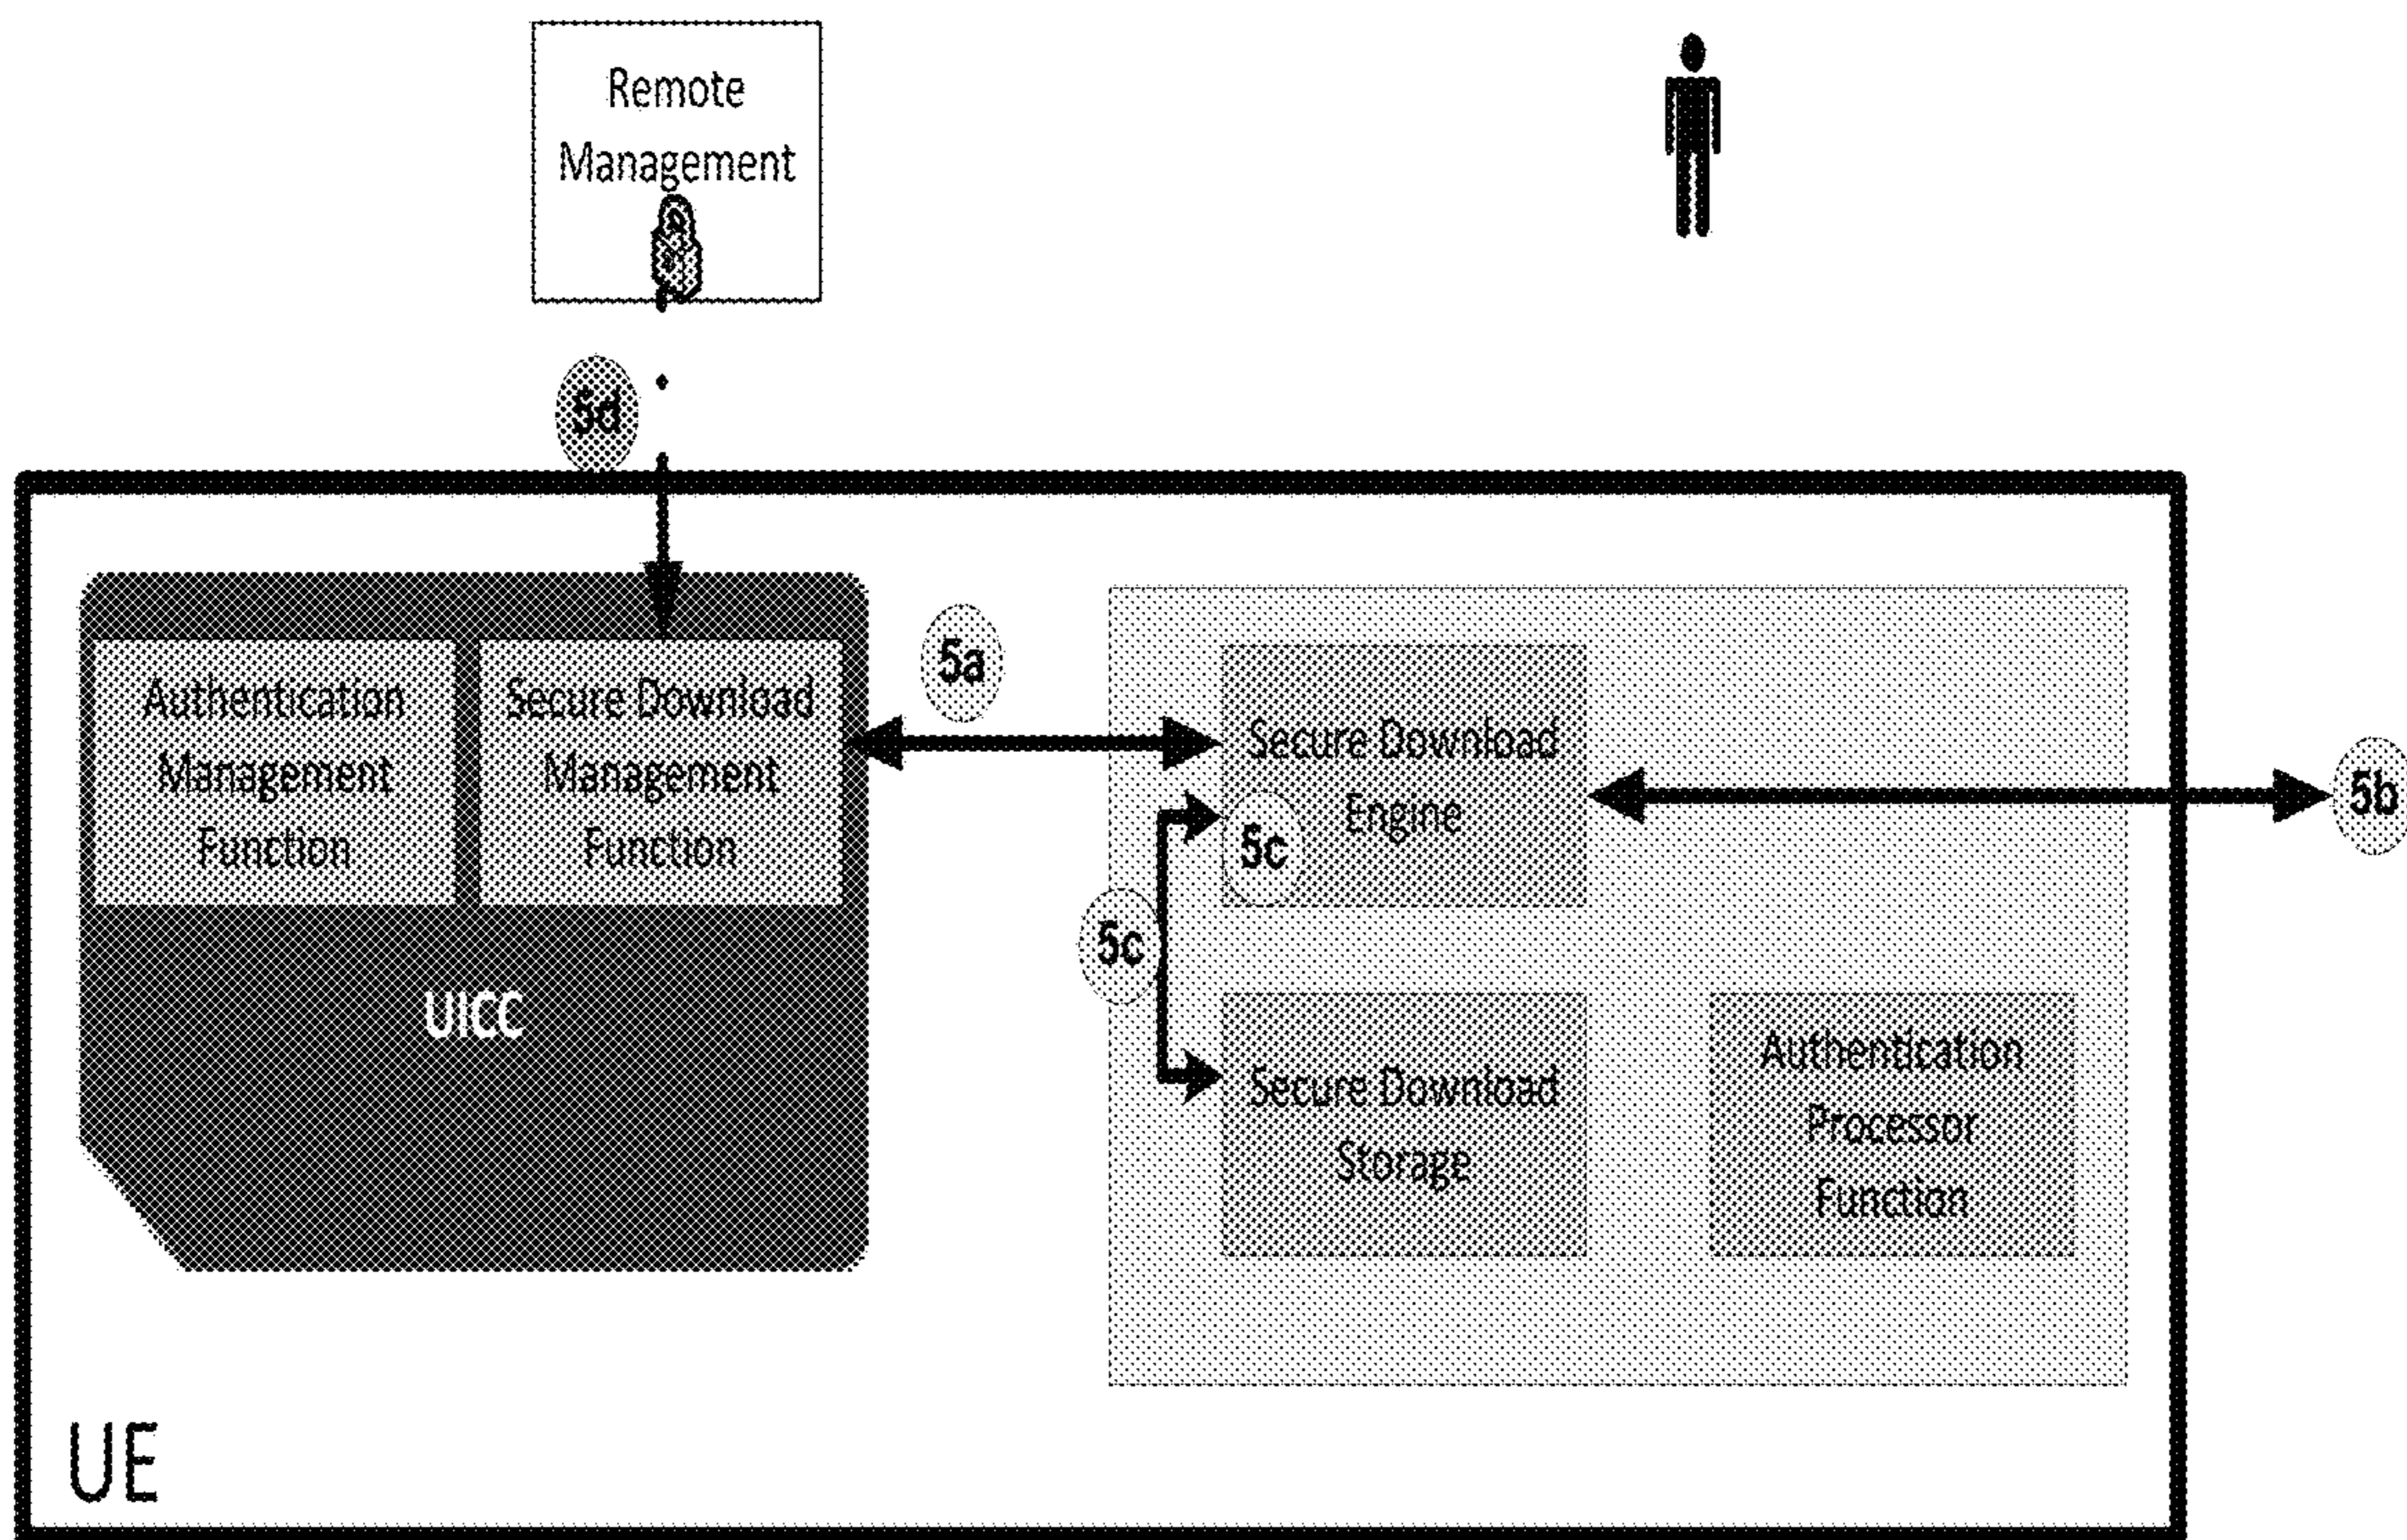 Remote
Management
5d
Authentication
Management
Function
Secure Download
Management
Function
UICC
5a
Secure Download
Engine
5c
5c
5b
Secure Download
Storage
Authentication
Processor
Function
UE